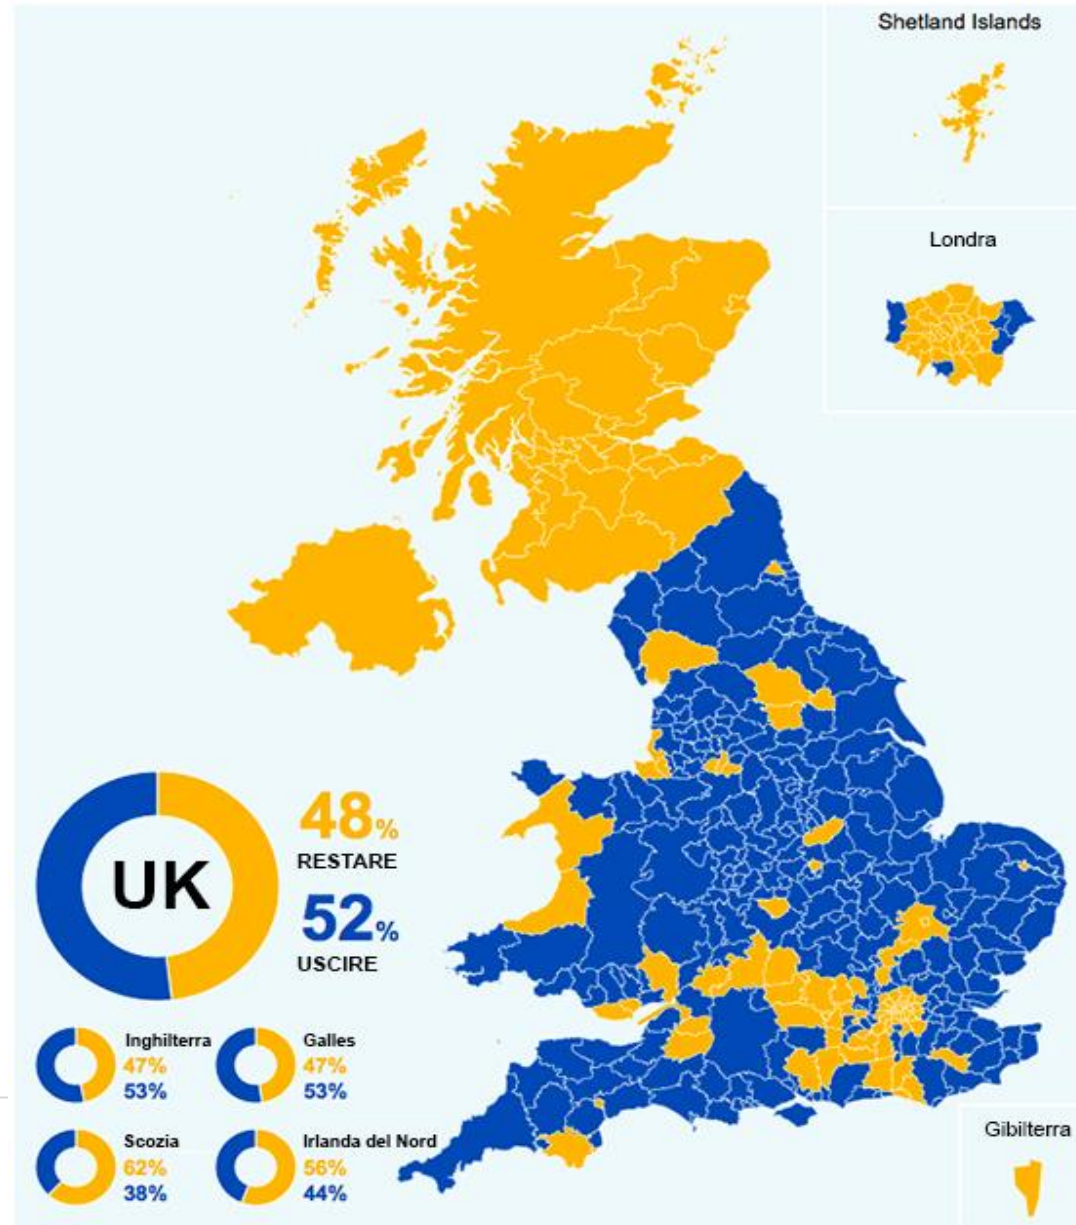 Shetland Islands
Londra
UK
48%
RESTARE
52%
USCIRE
Inghilterra
47%
53%
Galles
47%
53%
Scozia
62%
38%
Irlanda del Nord
56%
44%
Gibilterra